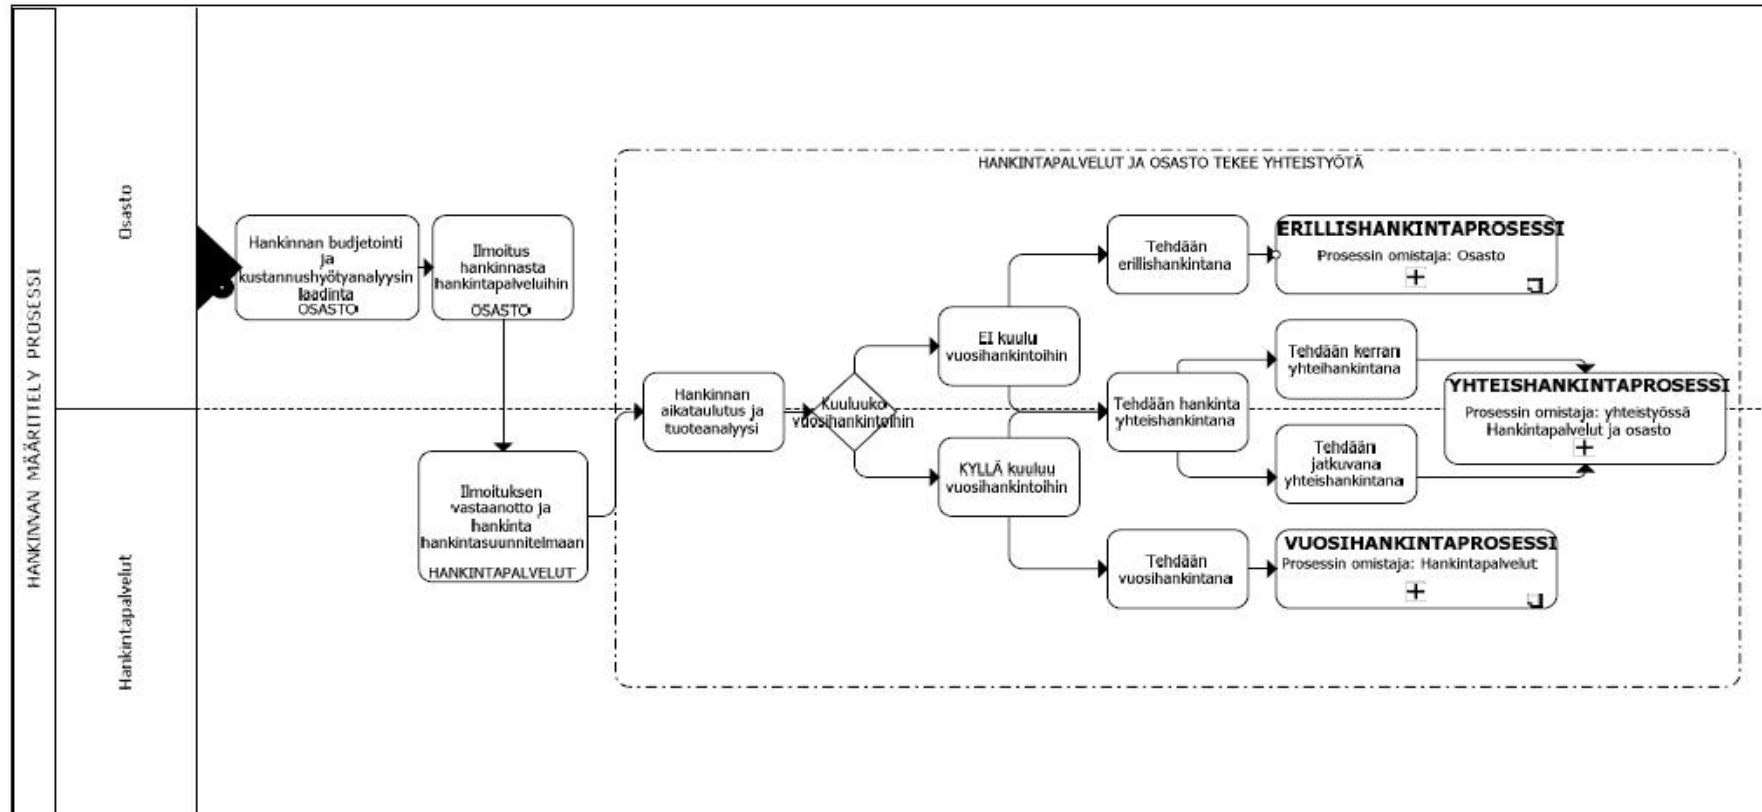 HANKINNAN MÄÄRITTELY PROSESSI
Osasto
Hankintapalvelut
Hankinnan budjetointi
ja
kustannushyötyanalyysin
laadinta
OSASTO
Ilmoitus
hankinnasta
hankintapalveluihin
OSASTO
Ilmoituksen
vastaanotto ja
hankinta
hankintasuunnitelmaan
HANKINTAPALVELUT
HANKINTAPALVELUT JA OSASTO TEKEE YHTEISTYÖTÄ
Hankinnan
aikataulutus ja
tuoteanalyysi
Kuuluuko
vuosihankintoihin
EI kuulu
vuosihankintoihin
KYLLÄ kuuluu
vuosihankintoihin
Tehdään
erillishankintana
ERILLISHANKINTAPROSESSI
Prosessin omistaja: Osasto
Tehdään hankinta
yhteishankintana
Tehdään kerran
yhteihankintana
Tehdään
jatkuvana
yhteishankintana
YHTEISHANKINTAPROSESSI
Prosessin omistaja: yhteistyössä
Hankintapalvelut ja osasto
Tehdään
vuosihankintana
VUOSIHANKINTAPROSESSI
Prosessin omistaja: Hankintapalvelut